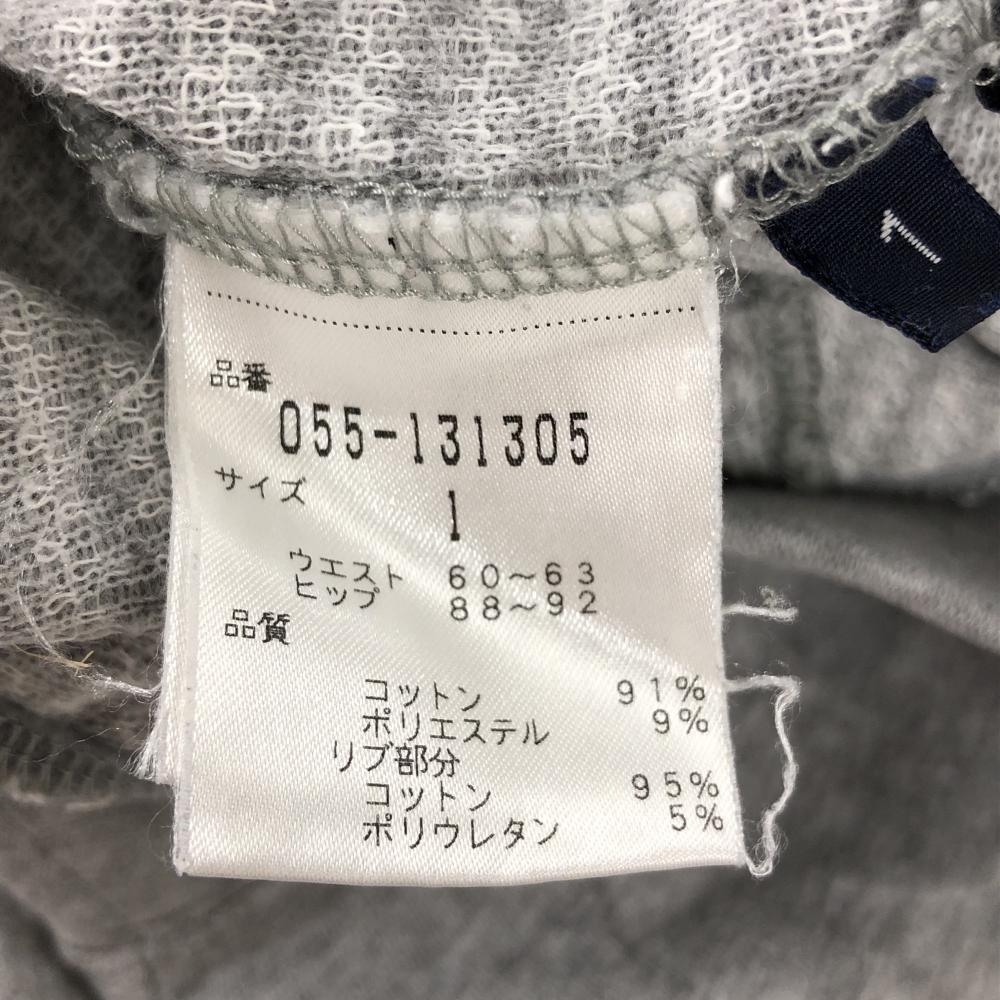 1
品番
055-131305
サイズ
1
ウエスト 60~63
ヒップ 88~92
品質
コットン 91%
ポリエステル 9%
リブ部分
コットン 95%
ポリウレタン 5%